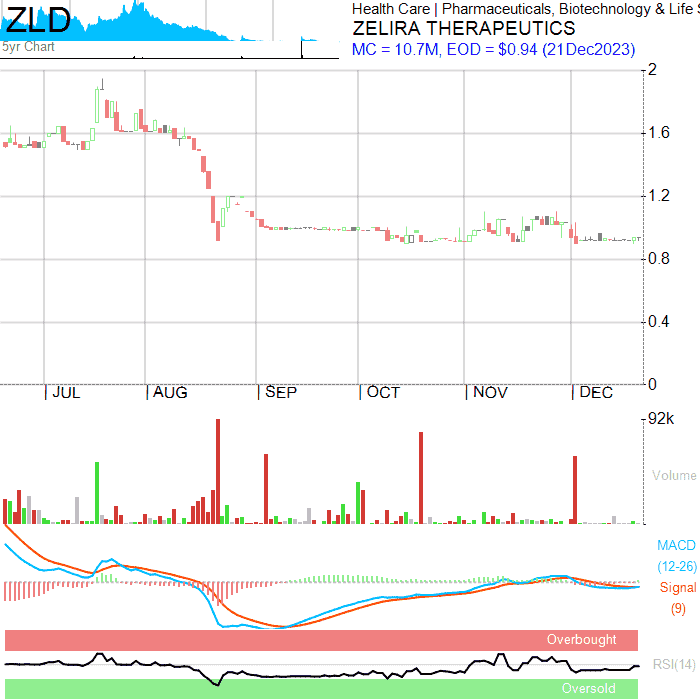 ZLD
5yr Chart
Health Care | Pharmaceuticals, Biotechnology & Life S
ZELIRA THERAPEUTICS
MC = 10.7M, EOD = $0.94 (21Dec2023)
2
1.6
1.2
0.8
0.4
0
JUL AUG SEP OCT NOV DEC
92k
Volume
MACD
(12-26)
Signal
(9)
Overbought
RSI(14)
Oversold